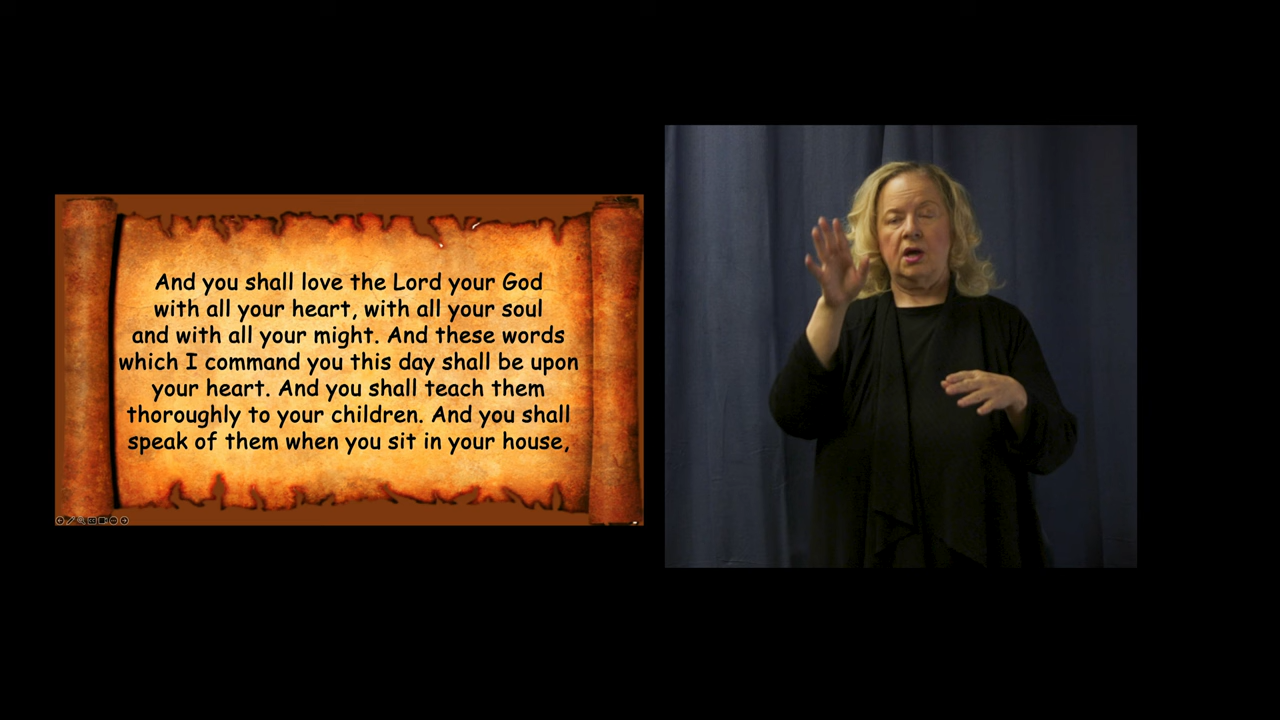 And you shall love the Lord your God
with all your heart, with all your soul
and with all your might. And these words
which I command you this day shall be upon
your heart. And you shall teach them
thoroughly to your children. And you shall
speak of them when you sit in your house,